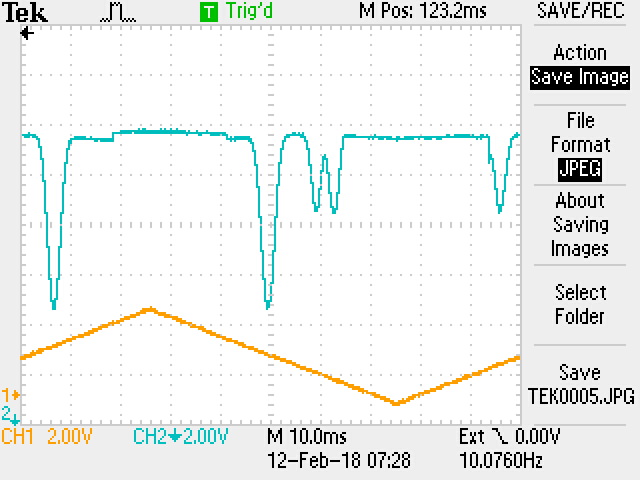 Tek T Trig'd M Pos: 123.2ms SAVE/REC
Action
Save Image
File
Format
JPEG
About
Saving
Images
Select
Folder
Save
TEK0005.JPG
1
2
CH1 2.00V CH2 2.00V M 10.0ms Ext 0.00V
12-Feb-18 07:28 10.0760Hz